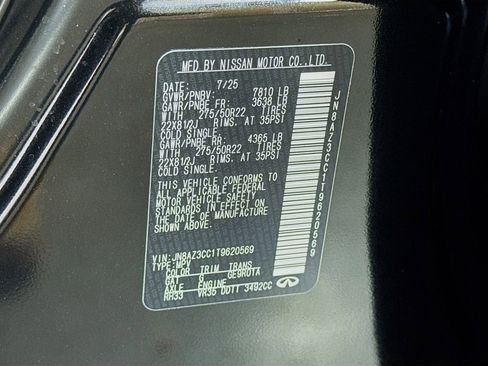 MFD BY NISSAN MOTOR CO.,LTD.
DATE: 7/25
GVWR/PNBV: 7810 LB
GAWR/PNBE FR: 3638 LB
WITH 275/50R22 TIRES
22X81/2J RIMS. AT 35PSI
COLD SINGLE.
GAWR/PNBE RR: 4365 LB
WITH 275/50R22 TIRES
22X81/2J RIMS. AT 35PSI
COLD SINGLE.
THIS VEHICLE CONFORMS TO
ALL APPLICABLE FEDERAL
MOTOR VEHICLE SAFETY
STANDARDS IN EFFECT ON
THE DATE OF MANUFACTURE
SHOWN ABOVE.
VIN:JN8AZ3CC1T9620569
TYPE:MPV
COLOR TRIM TRANS
GAT G GE9R01A
AXLE ENGINE
RH33 VR35 DDTT 3492CC
JN8AZ3CC1T9620569